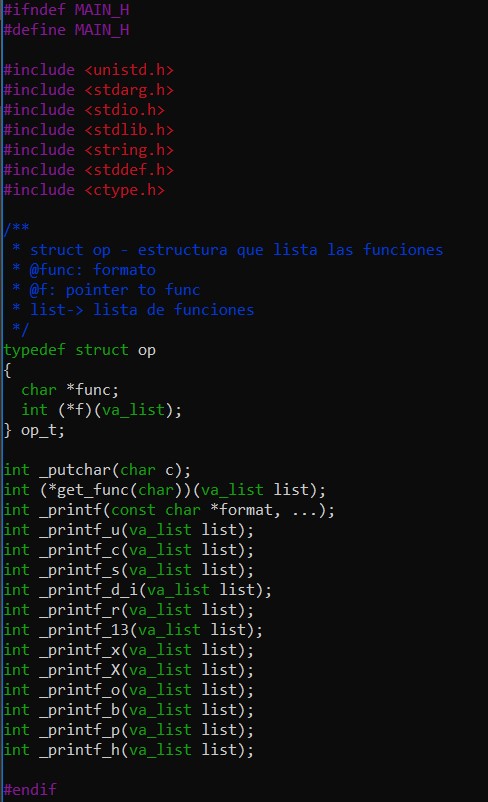 #ifndef MAIN_H
#define MAIN_H

#include <unistd.h>
#include <stdarg.h>
#include <stdio.h>
#include <stdlib.h>
#include <string.h>
#include <stddef.h>
#include <ctype.h>

/**
 * struct op - estructura que lista las funciones
 * @func: formato
 * @f: pointer to func
 * list-> lista de funciones
 */
typedef struct op
{
  char *func;
  int (*f)(va_list);
} op_t;

int _putchar(char c);
int (*get_func(char))(va_list list);
int _printf(const char *format, ...);
int _printf_u(va_list list);
int _printf_c(va_list list);
int _printf_s(va_list list);
int _printf_d_i(va_list list);
int _printf_r(va_list list);
int _printf_13(va_list list);
int _printf_x(va_list list);
int _printf_X(va_list list);
int _printf_o(va_list list);
int _printf_b(va_list list);
int _printf_p(va_list list);
int _printf_h(va_list list);

#endif